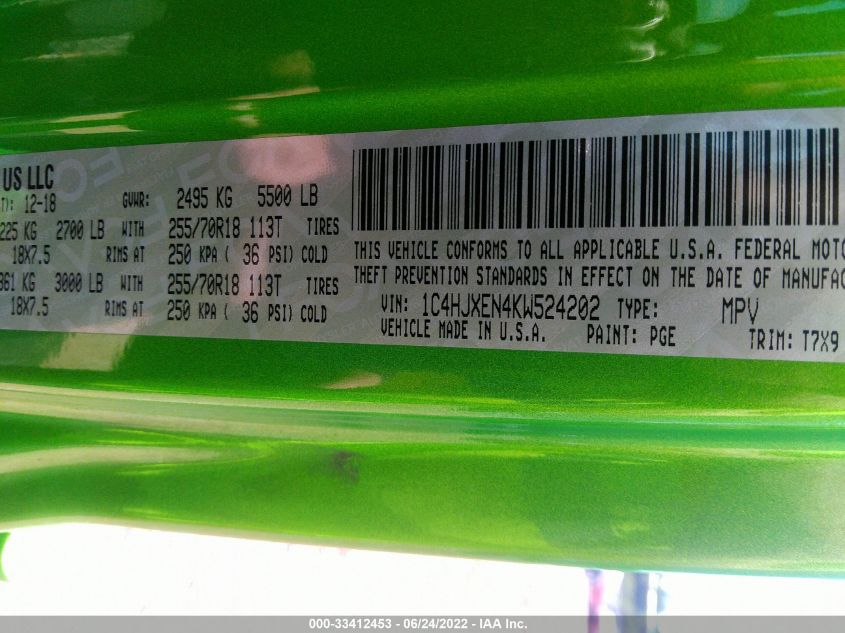 US LLC
T): 12-18 GVWR: 2495 KG 5500 LB
225 KG 2700 LB WITH 255/70R18 113T TIRES
18X7.5 RIMS AT 250 KPA ( 36 PSI) COLD
361 KG 3000 LB WITH 255/70R18 113T TIRES
18X7.5 RIMS AT 250 KPA ( 36 PSI) COLD
THIS VEHICLE CONFORMS TO ALL APPLICABLE U.S.A. FEDERAL MOTO
THEFT PREVENTION STANDARDS IN EFFECT ON THE DATE OF MANUFAC
VIN: 1C4HJXEN4KW524202 TYPE: MPV
VEHICLE MADE IN U.S.A. PAINT: PGE TRIM: T7X9
000-33412453 - 06/24/2022 - IAA Inc.